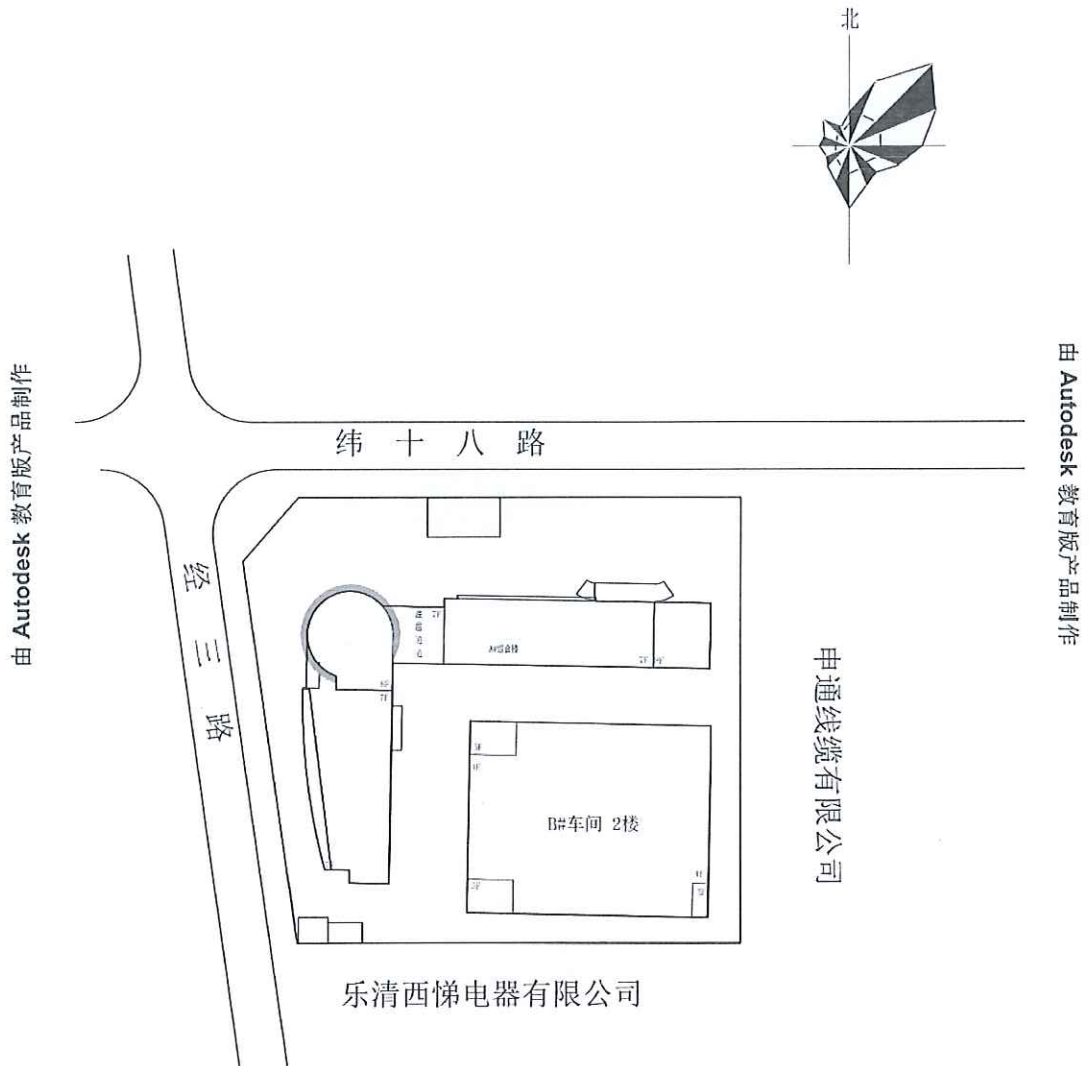 北
由 Autodesk 教育版产品制作
由 Autodesk 教育版产品制作
纬十八路
经三路
申通线缆有限公司
B#车间 2楼
乐清西悌电器有限公司